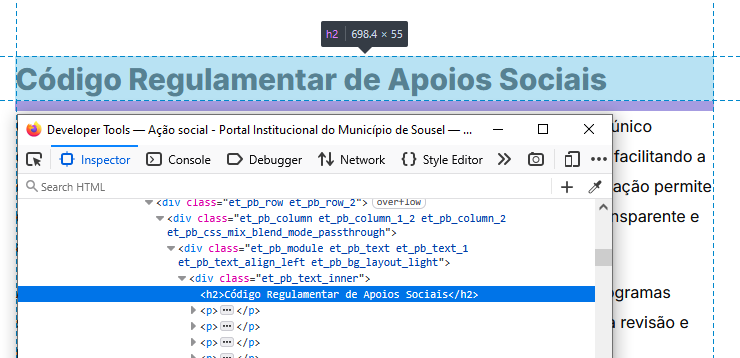 h2 698.4 × 55
Código Regulamentar de Apoios Sociais
único
Developer Tools — Ação social - Portal Institucional do Município de Sousel — ...
facilitando a
Inspector Console Debugger Network Style Editor
Search HTML
ação permite
<div class="et_pb_row et_pb_row_2"> overflow
<div class="et_pb_column et_pb_column_1_2 et_pb_column_2
nsparente e
et_pb_css_mix_blend_mode_passthrough">
<div class="et_pb_module et_pb_text et_pb_text_1
et_pb_text_align_left et_pb_bg_layout_light">
<div class="et_pb_text_inner">
<h2>Código Regulamentar de Apoios Sociais</h2>
ogramas
<p> ... </p>
<p> ... </p>
a revisão e
<p> ... </p>
<p> ... </p>